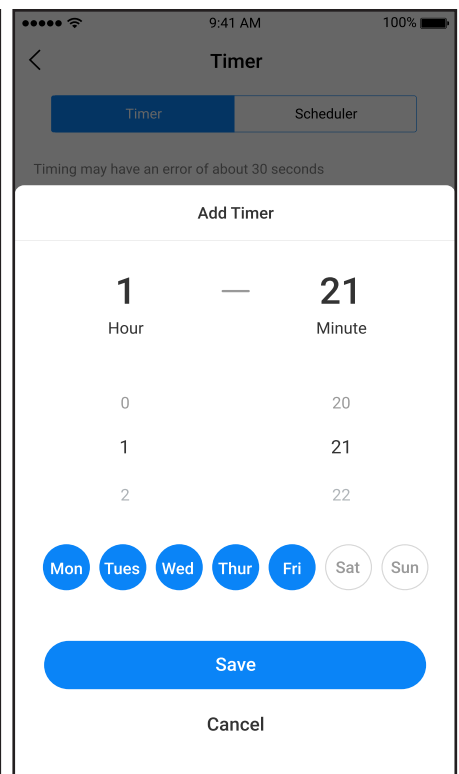 9:41 AM 100%
Timer
Timer Scheduler
Timing may have an error of about 30 seconds
Add Timer
1 — 21
Hour Minute
0 20
1 21
2 22
Mon Tues Wed Thur Fri Sat Sun
Save
Cancel